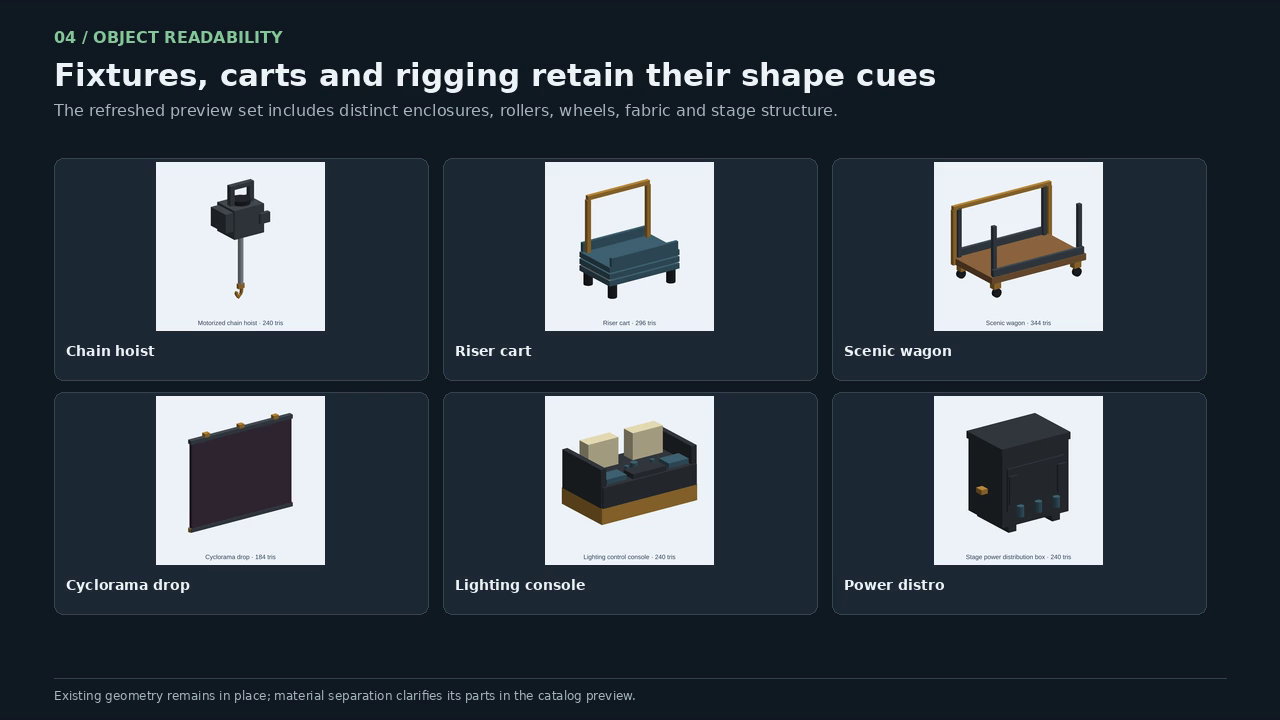 04 / OBJECT READABILITY
Fixtures, carts and rigging retain their shape cues
The refreshed preview set includes distinct enclosures, rollers, wheels, fabric and stage structure.
Motorized chain hoist · 240 tris
Chain hoist
Riser cart · 296 tris
Riser cart
Scenic wagon · 344 tris
Scenic wagon
Cyclorama drop · 184 tris
Cyclorama drop
Lighting control console · 240 tris
Lighting console
Stage power distribution box · 240 tris
Power distro
Existing geometry remains in place; material separation clarifies its parts in the catalog preview.